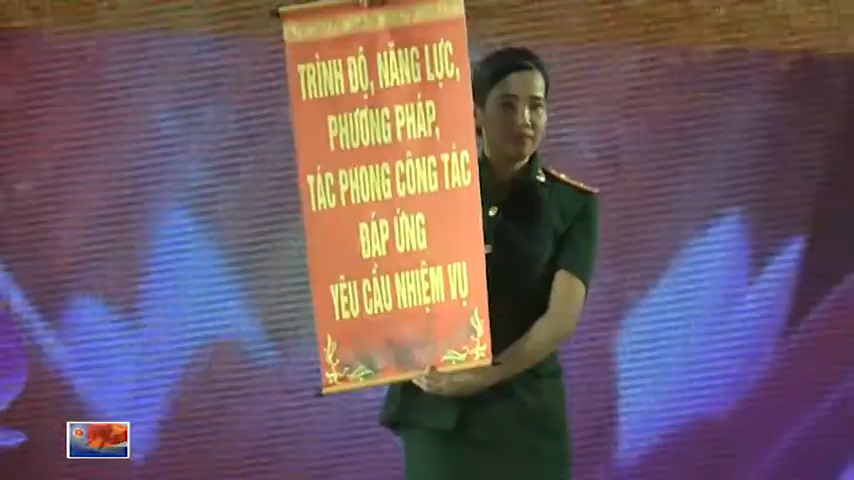 TRÌNH ĐỘ, NĂNG LỰC,
PHƯƠNG PHÁP,
TÁC PHONG CÔNG TÁC
ĐÁP ỨNG
YÊU CẦU NHIỆM VỤ